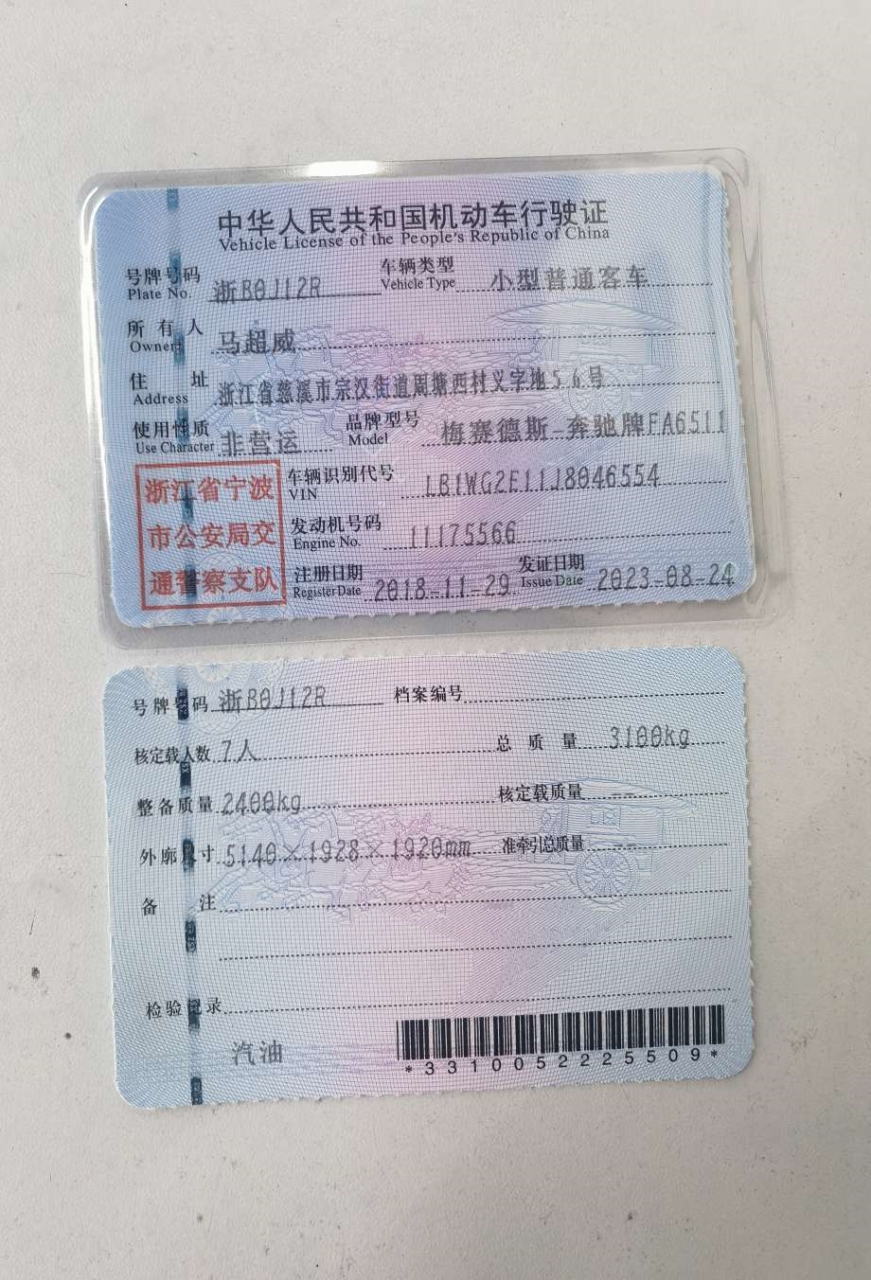 中华人民共和国机动车行驶证
Vehicle License of the People's Republic of China
号牌号码 浙B0J12R 车辆类型 小型普通客车
Plate No. Vehicle Type
所有人 马超威
Owner
住址 浙江省慈溪市宗汉街道周塘西村义字地56号
Address
使用性质 非营运 品牌型号 梅赛德斯-奔驰牌FA6511
Use Character Model
浙江省宁波
市公安局交
通警察支队
车辆识别代号 LB1WG2E11J8046554
VIN
发动机号码 11175566
Engine No.
注册日期 2018-11-29 发证日期 2023-08-24
Register Date Issue Date
号牌号码 浙B0J12R 档案编号
核定载人数 7人 总质量 3100kg
整备质量 2400kg 核定载质量 --
外廓尺寸 5140×1928×1920mm 准牵引总质量 --
备注
检验记录
汽油
*3310052225509*